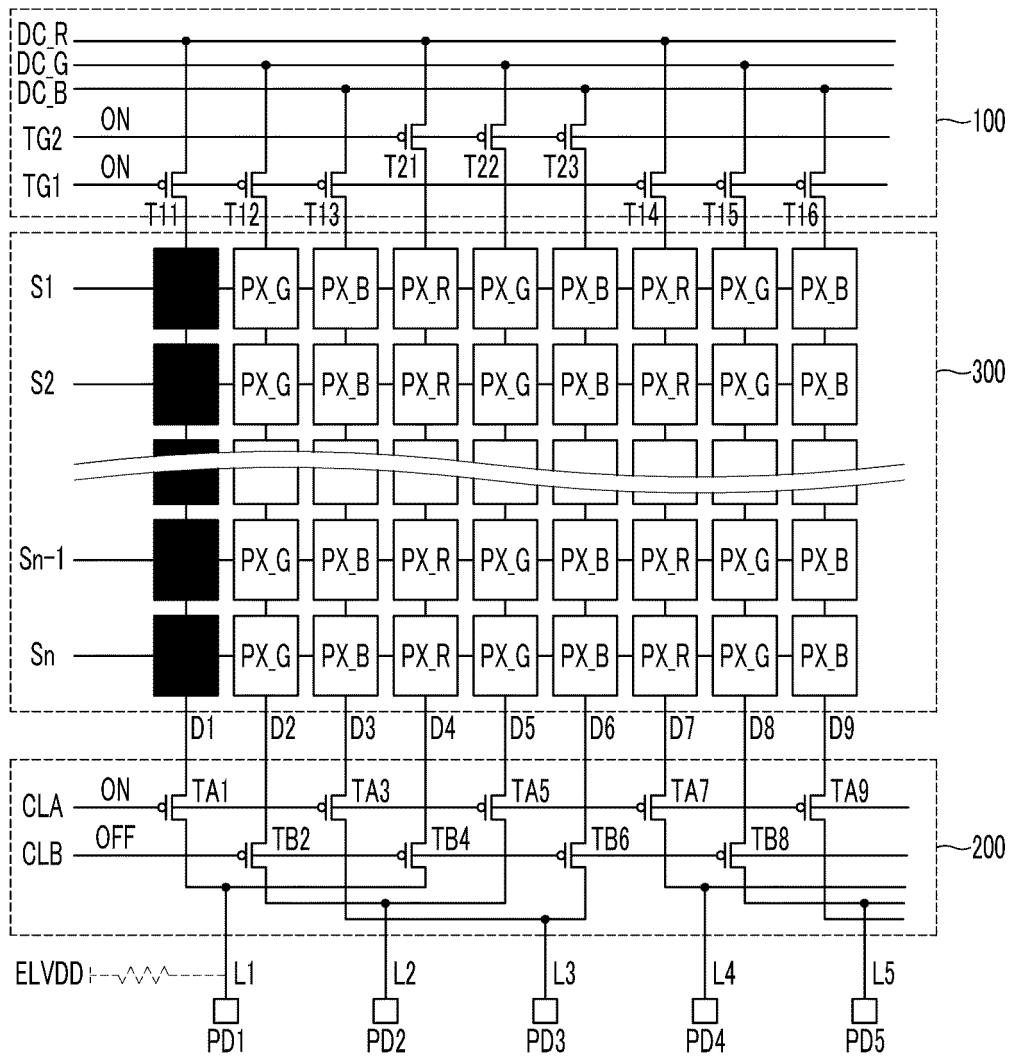 DC_R
DC_G
DC_B
TG2 ON
T21 T22 T23
100
TG1 ON
T11 T12 T13 T14 T15 T16
S1 PX_G PX_B PX_R PX_G PX_B PX_R PX_G PX_B
S2 PX_G PX_B PX_R PX_G PX_B PX_R PX_G PX_B
300
Sn-1 PX_G PX_B PX_R PX_G PX_B PX_R PX_G PX_B
Sn PX_G PX_B PX_R PX_G PX_B PX_R PX_G PX_B
D1 D2 D3 D4 D5 D6 D7 D8 D9
CLA ON TA1 TA3 TA5 TA7 TA9
CLB OFF TB2 TB4 TB6 TB8
200
ELVDD L1 L2 L3 L4 L5
PD1 PD2 PD3 PD4 PD5